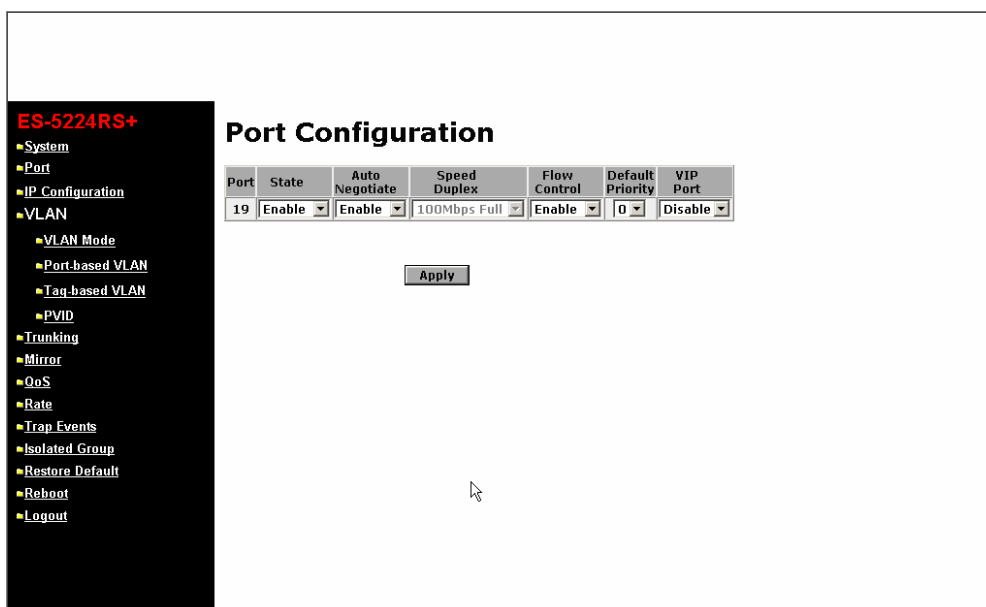 ES-5224RS+
System
Port
IP Configuration
VLAN
VLAN Mode
Port-based VLAN
Tag-based VLAN
PVID
Trunking
Mirror
QoS
Rate
Trap Events
Isolated Group
Restore Default
Reboot
Logout
Port Configuration
Port State Auto Negotiate Speed Duplex Flow Control Default Priority VIP Port
19 Enable Enable 100Mbps Full Enable 0 Disable
Apply